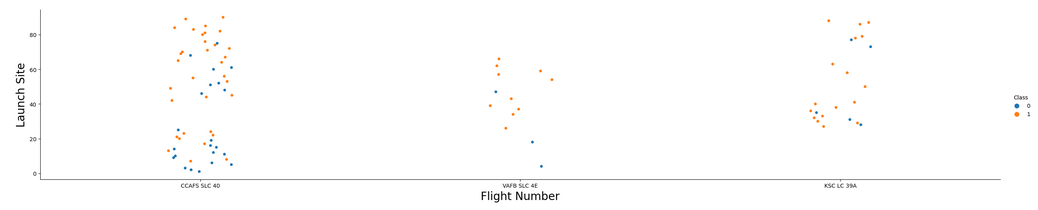 Launch Site
80
60
40
20
0
CCAFS SLC 40
VAFB SLC 4E
KSC LC 39A
Flight Number
Class
0
1